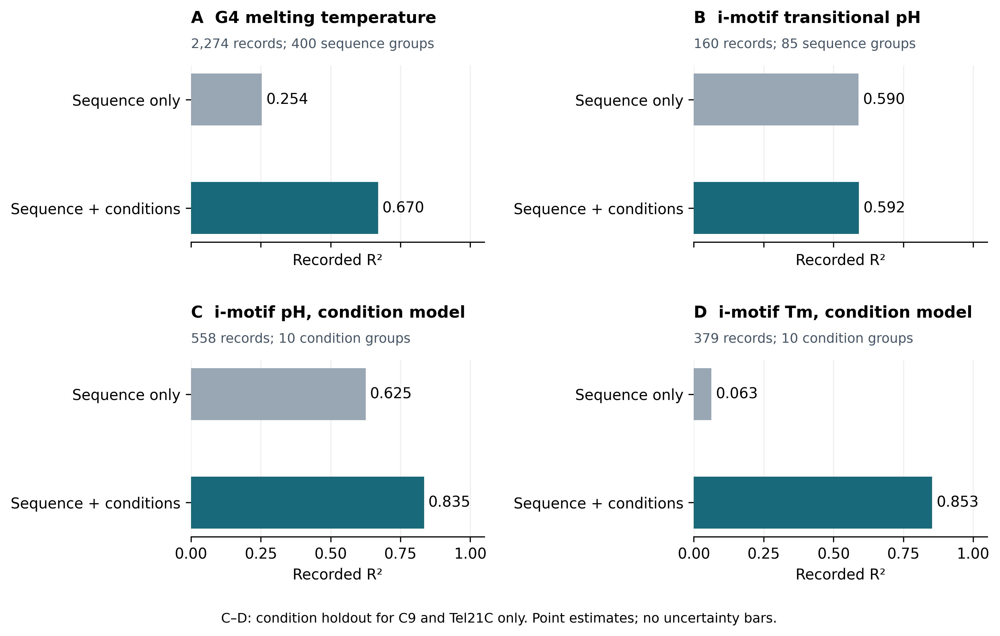 A  G4 melting temperature
2,274 records; 400 sequence groups
Sequence only
0.254
Sequence + conditions
0.670
Recorded R²
B  i-motif transitional pH
160 records; 85 sequence groups
Sequence only
0.590
Sequence + conditions
0.592
Recorded R²
C  i-motif pH, condition model
558 records; 10 condition groups
Sequence only
0.625
Sequence + conditions
0.835
0.00 0.25 0.50 0.75 1.00
Recorded R²
D  i-motif Tm, condition model
379 records; 10 condition groups
Sequence only
0.063
Sequence + conditions
0.853
0.00 0.25 0.50 0.75 1.00
Recorded R²
C–D: condition holdout for C9 and Tel21C only. Point estimates; no uncertainty bars.